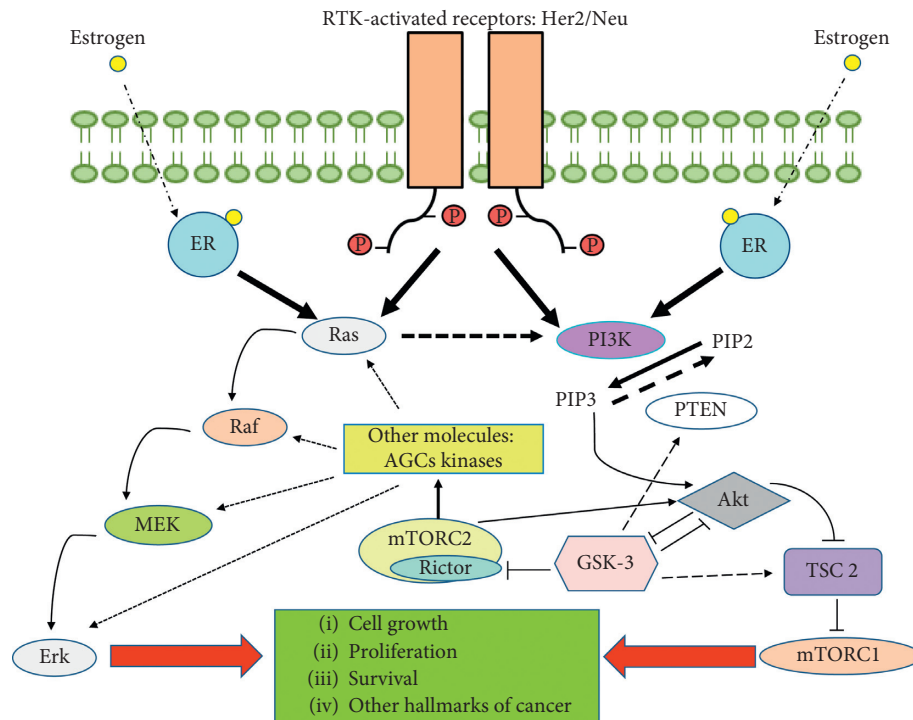 RTK-activated receptors: Her2/Neu
Estrogen
Estrogen
P
P
P
P
ER
ER
Ras
PI3K
PIP2
PIP3
PTEN
Raf
Other molecules:
AGCs kinases
Akt
MEK
mTORC2
Rictor
GSK-3
TSC 2
(i) Cell growth
(ii) Proliferation
(iii) Survival
(iv) Other hallmarks of cancer
Erk
mTORC1